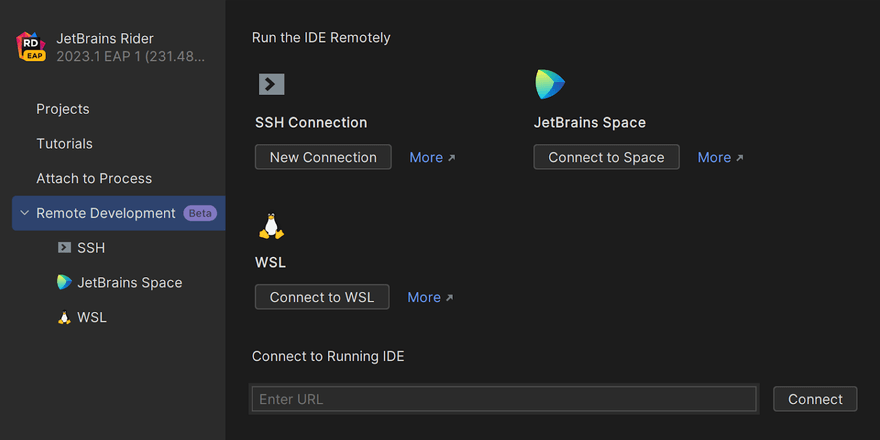 RD
EAP
JetBrains Rider
2023.1 EAP 1 (231.48...
Projects
Tutorials
Attach to Process
Remote Development Beta
SSH
JetBrains Space
WSL
Run the IDE Remotely
SSH Connection
New Connection More ↗
JetBrains Space
Connect to Space More ↗
WSL
Connect to WSL More ↗
Connect to Running IDE
Enter URL
Connect